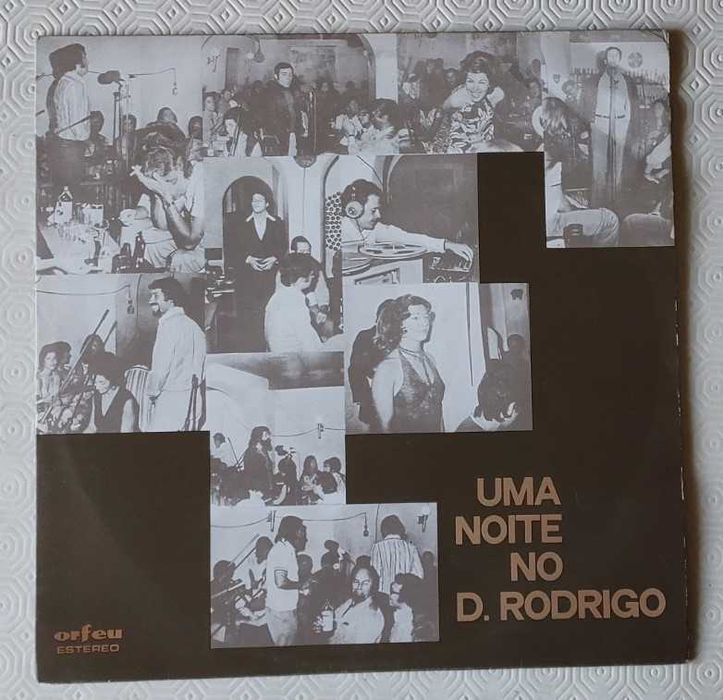 UMA
NOITE
NO
D. RODRIGO
orfeu
ESTEREO